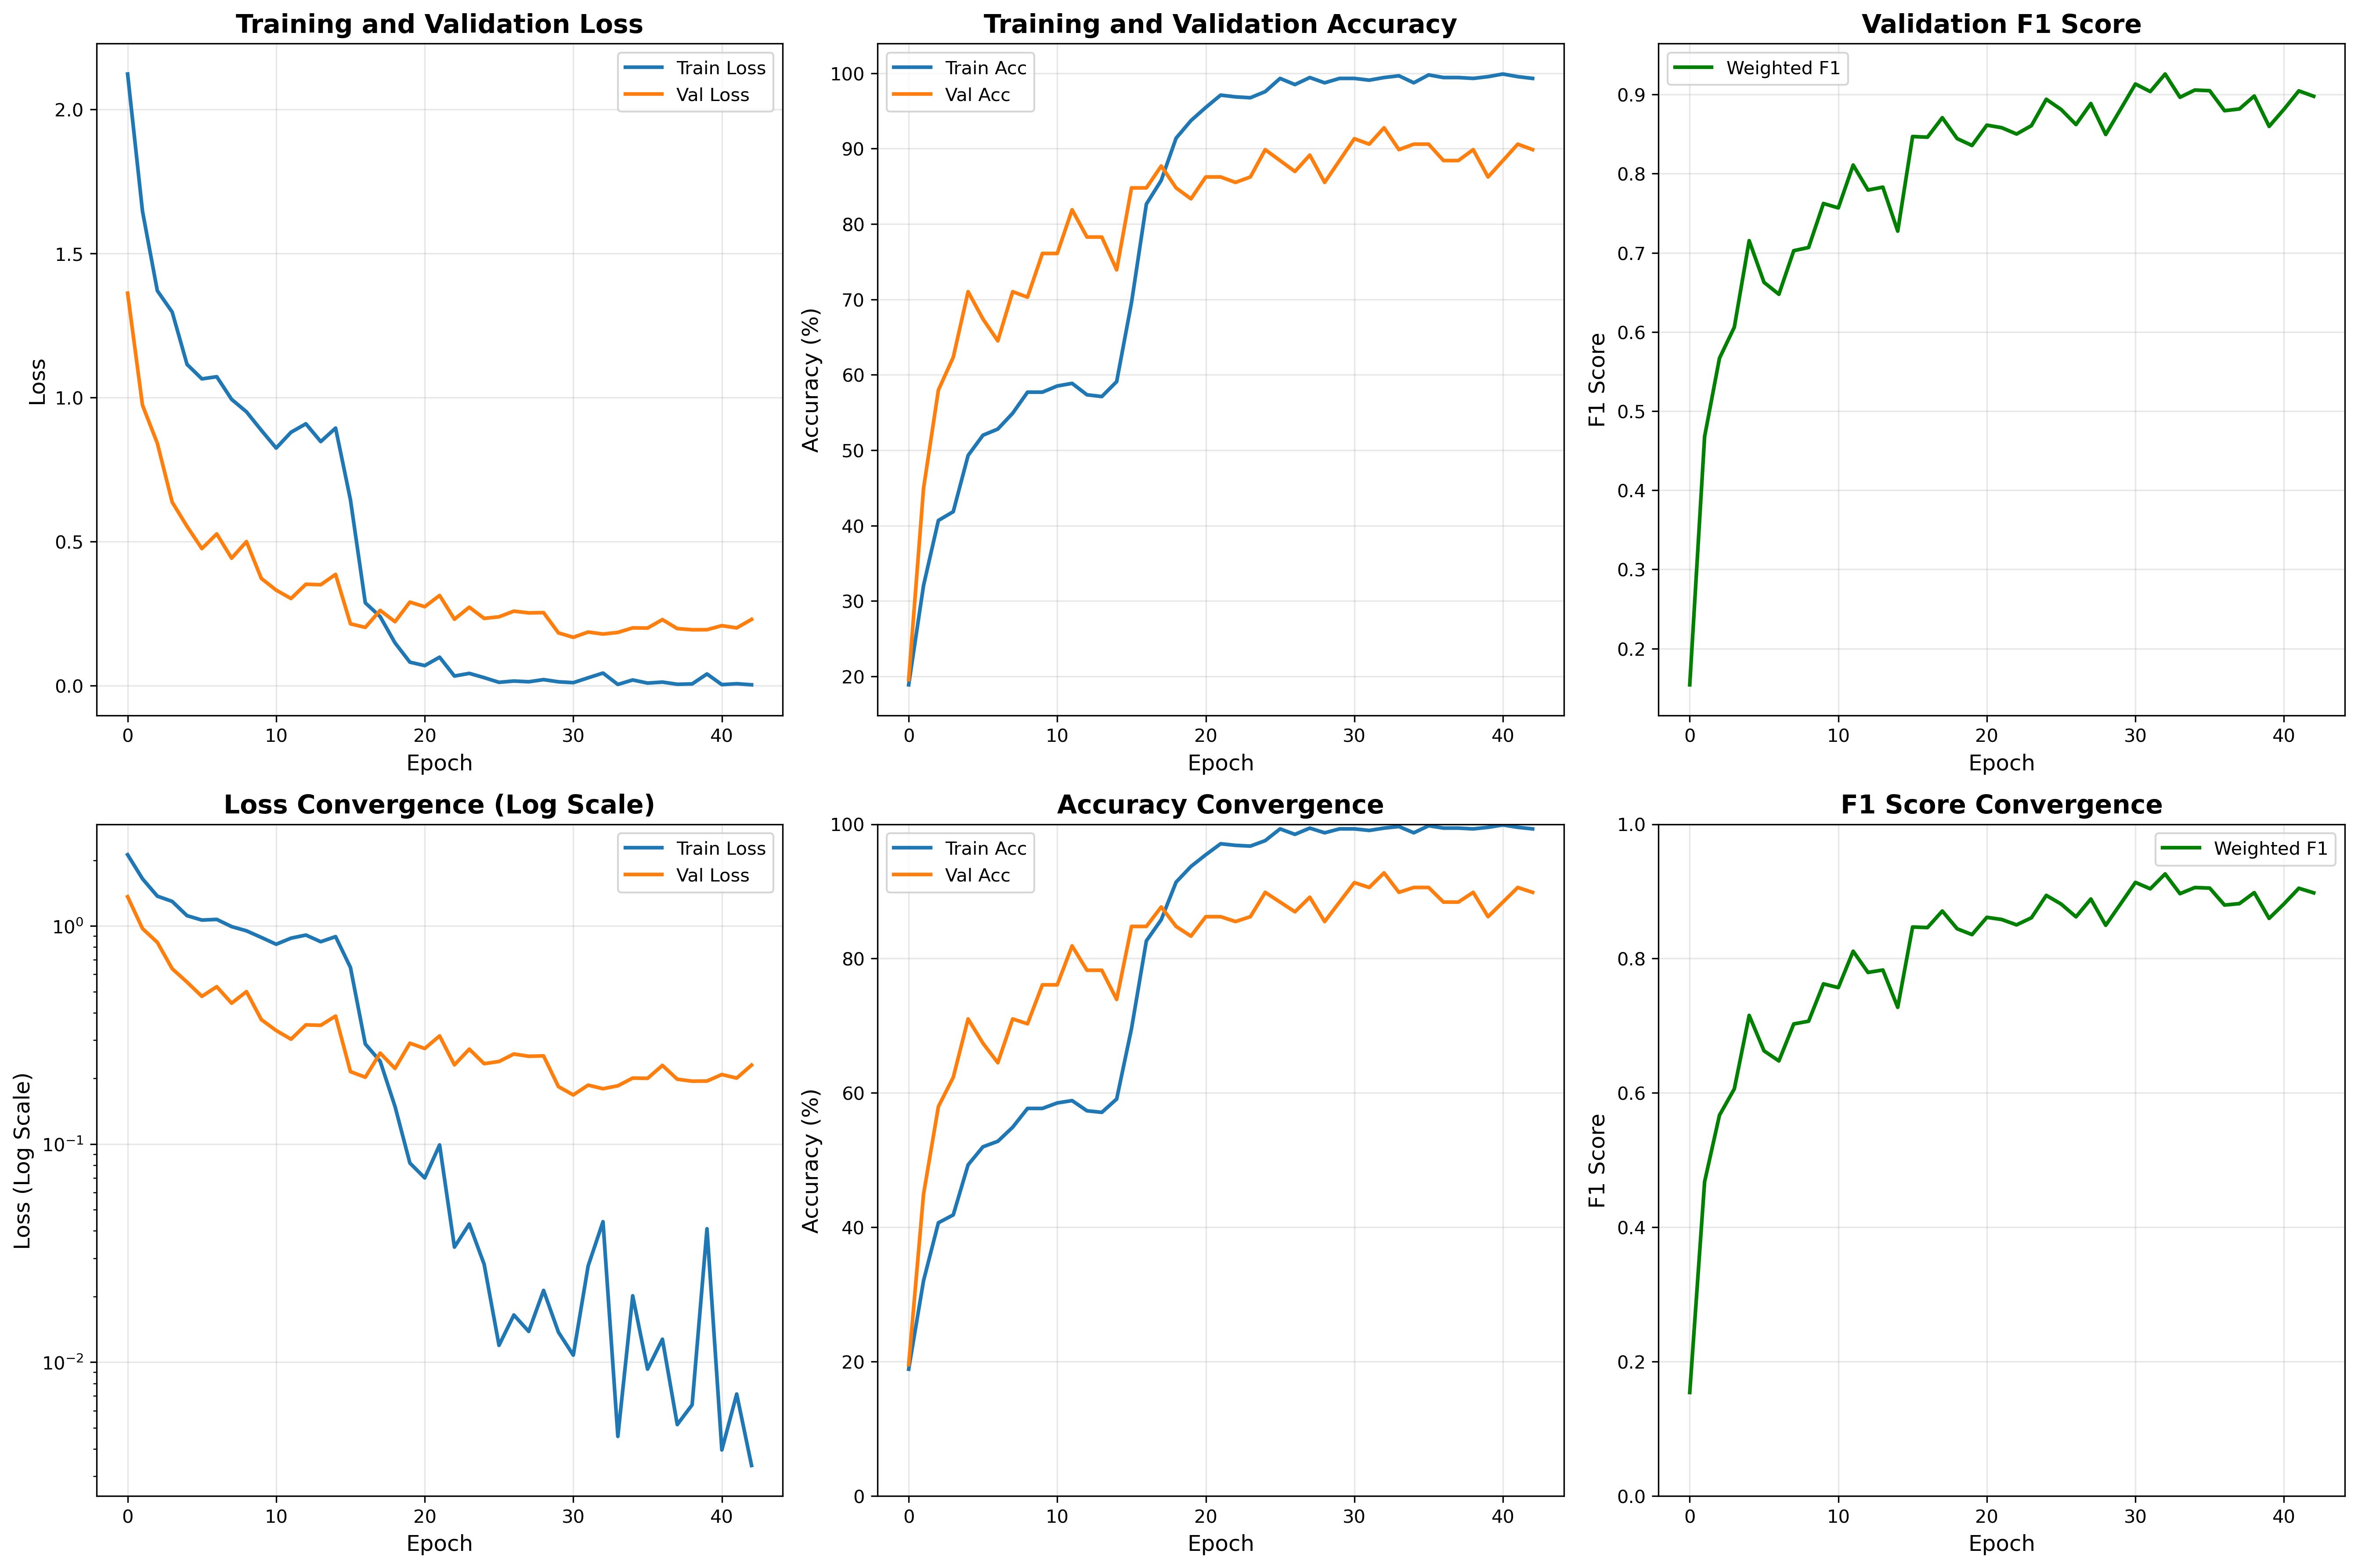 Training and Validation Loss
Train Loss
Val Loss
2.0
1.5
1.0
0.5
0.0
Loss
0 10 20 30 40
Epoch
Training and Validation Accuracy
Train Acc
Val Acc
100
90
80
70
60
50
40
30
20
Accuracy (%)
0 10 20 30 40
Epoch
Validation F1 Score
Weighted F1
0.9
0.8
0.7
0.6
0.5
0.4
0.3
0.2
F1 Score
0 10 20 30 40
Epoch
Loss Convergence (Log Scale)
Train Loss
Val Loss
10⁰
10⁻¹
10⁻²
Loss (Log Scale)
0 10 20 30 40
Epoch
Accuracy Convergence
Train Acc
Val Acc
100
80
60
40
20
0
Accuracy (%)
0 10 20 30 40
Epoch
F1 Score Convergence
Weighted F1
1.0
0.8
0.6
0.4
0.2
0.0
F1 Score
0 10 20 30 40
Epoch